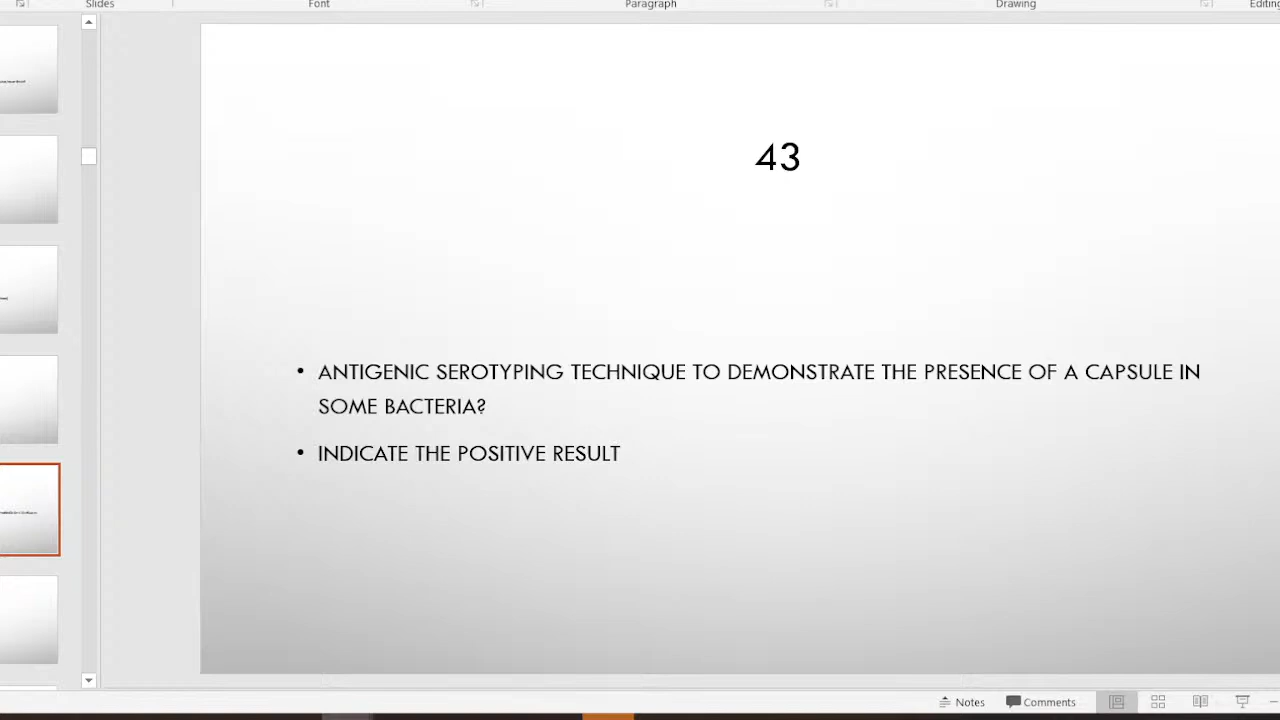 Slides Font Paragraph Drawing
43
• ANTIGENIC SEROTYPING TECHNIQUE TO DEMONSTRATE THE PRESENCE OF A CAPSULE IN
SOME BACTERIA?
• INDICATE THE POSITIVE RESULT
Notes Comments